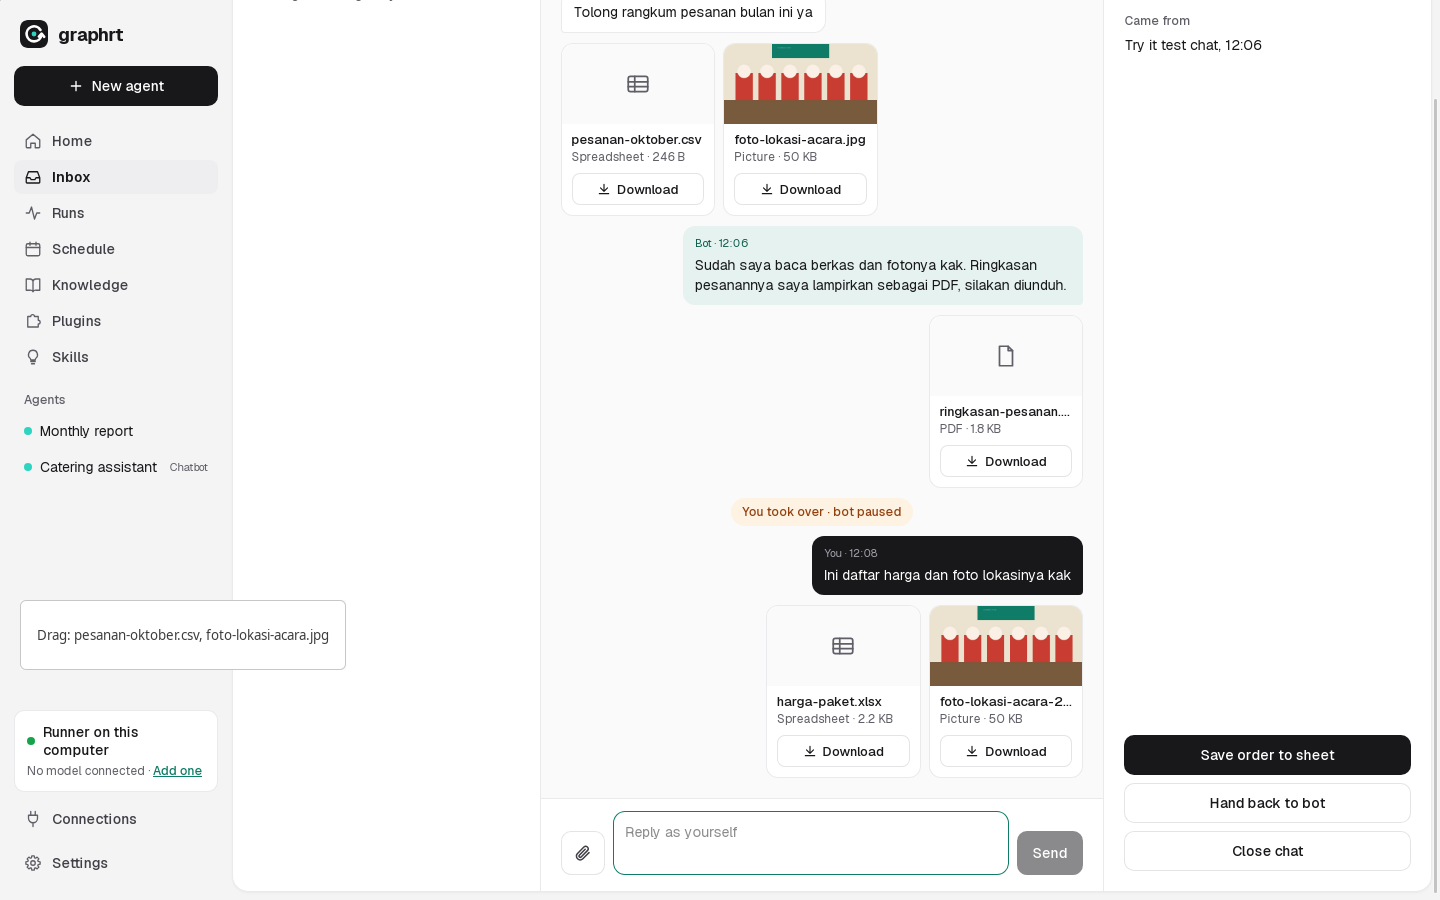 graphrt
New agent
Home
Inbox
Runs
Schedule
Knowledge
Plugins
Skills
Agents
Monthly report
Catering assistant Chatbot
Drag: pesanan-oktober.csv, foto-lokasi-acara.jpg
Runner on this
computer
No model connected · Add one
Connections
Settings
Tolong rangkum pesanan bulan ini ya
pesanan-oktober.csv
Spreadsheet · 246 B
Download
foto-lokasi-acara.jpg
Picture · 50 KB
Download
Bot · 12:06
Sudah saya baca berkas dan fotonya kak. Ringkasan
pesanannya saya lampirkan sebagai PDF, silakan diunduh.
ringkasan-pesanan....
PDF · 1.8 KB
Download
You took over · bot paused
You · 12:08
Ini daftar harga dan foto lokasinya kak
harga-paket.xlsx
Spreadsheet · 2.2 KB
Download
foto-lokasi-acara-2...
Picture · 50 KB
Download
Reply as yourself
Send
Came from
Try it test chat, 12:06
Save order to sheet
Hand back to bot
Close chat